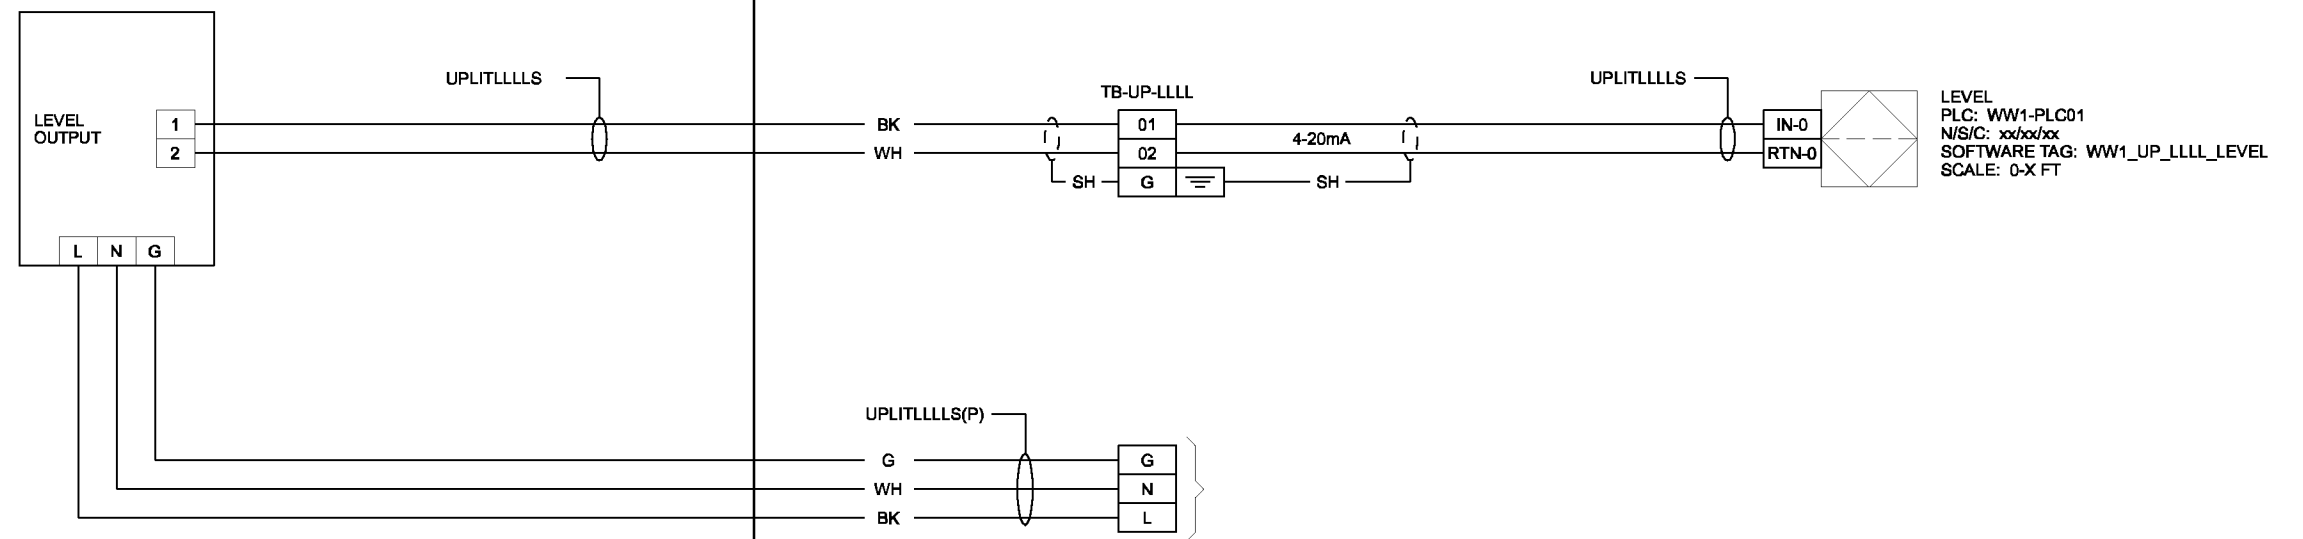 LEVEL
OUTPUT
1
2
L N G
UPLITLLLLS
BK
WH
TB-UP-LLLL
01
02
G
SH
4-20mA
SH
UPLITLLLLS
IN-0
RTN-0
LEVEL
PLC: WW1-PLC01
N/S/C: xx/xx/xx
SOFTWARE TAG: WW1_UP_LLLL_LEVEL
SCALE: 0-X FT
UPLITLLLLS(P)
G
WH
BK
G
N
L